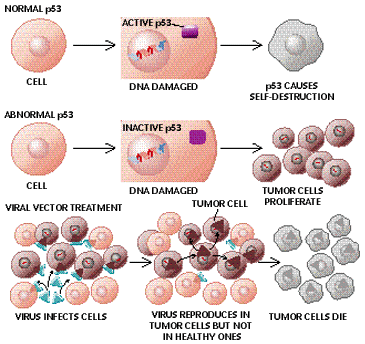 NORMAL p53
ACTIVE p53
CELL
DNA DAMAGED
p53 CAUSES
SELF-DESTRUCTION
ABNORMAL p53
INACTIVE p53
CELL
DNA DAMAGED
TUMOR CELLS
PROLIFERATE
VIRAL VECTOR TREATMENT
TUMOR CELL
VIRUS INFECTS CELLS
VIRUS REPRODUCES IN
TUMOR CELLS BUT NOT
IN HEALTHY ONES
TUMOR CELLS DIE